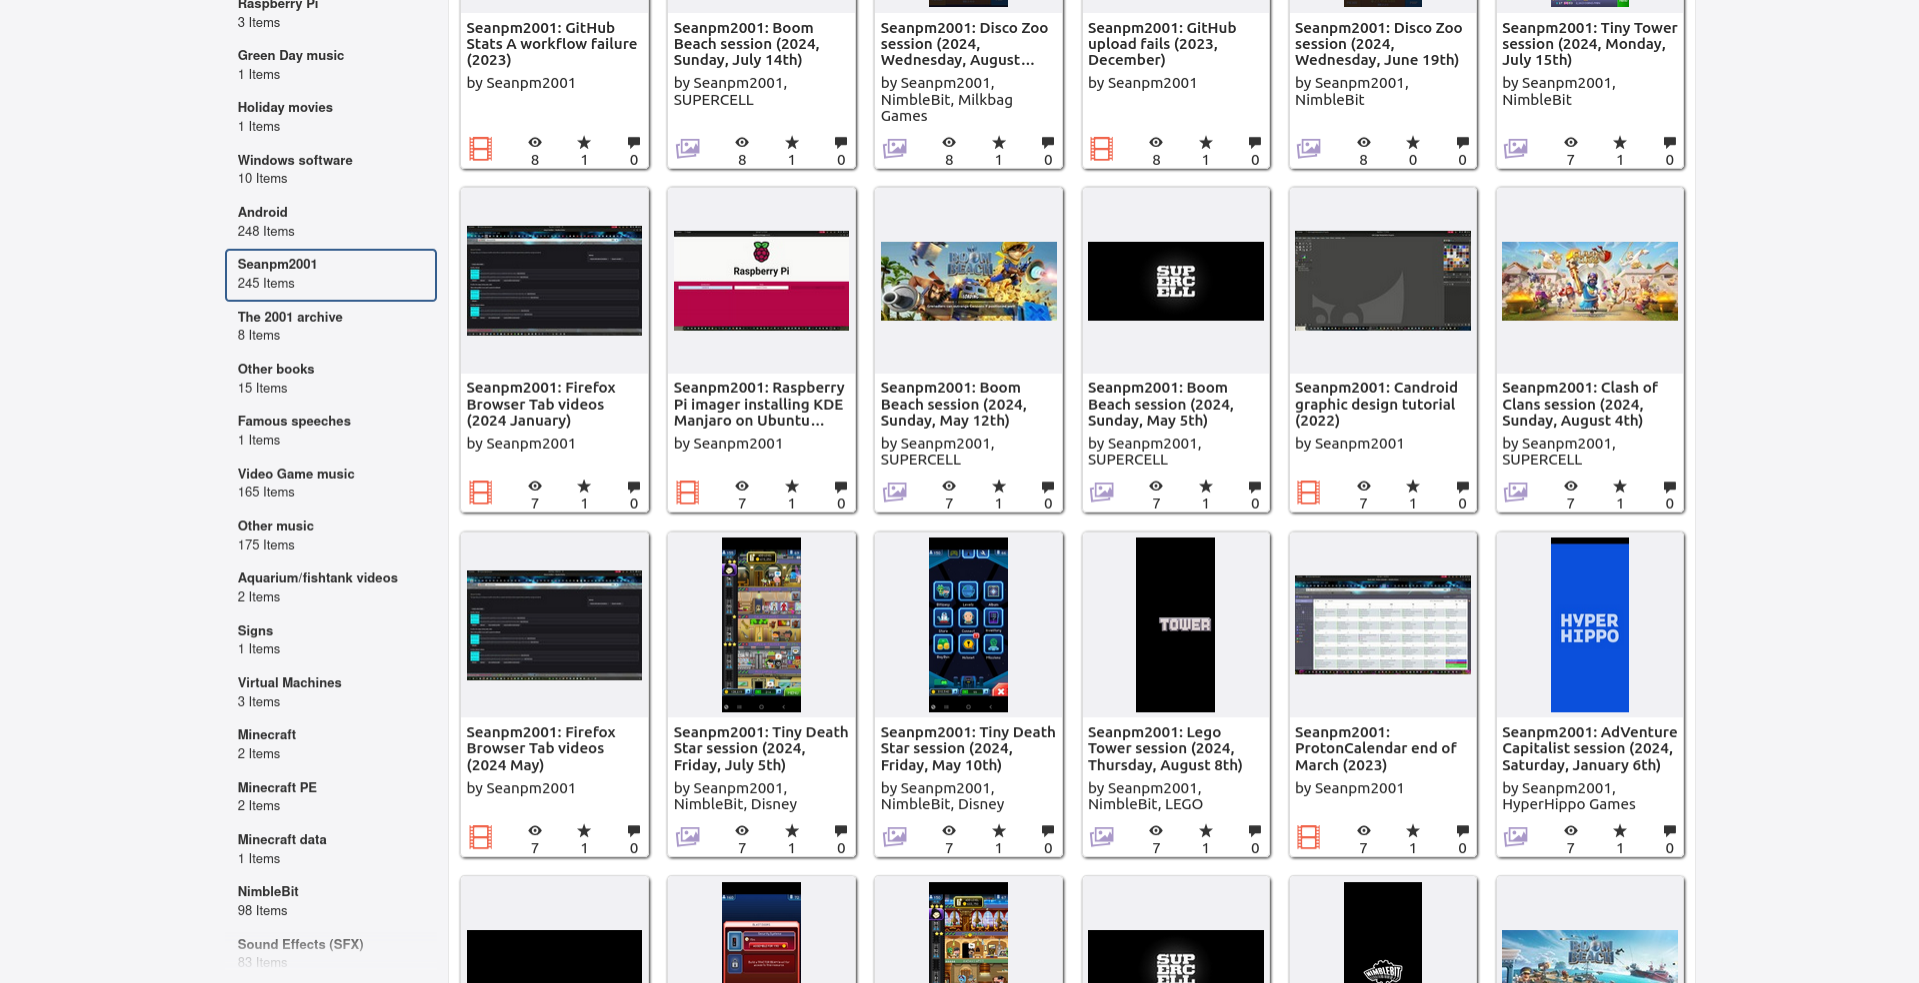 Raspberry Pi
3 Items
Green Day music
1 Items
Holiday movies
1 Items
Windows software
10 Items
Android
248 Items
Seanpm2001
245 Items
The 2001 archive
8 Items
Other books
15 Items
Famous speeches
1 Items
Video Game music
165 Items
Other music
175 Items
Aquarium/fishtank videos
2 Items
Signs
1 Items
Virtual Machines
3 Items
Minecraft
2 Items
Minecraft PE
2 Items
Minecraft data
1 Items
NimbleBit
98 Items
Sound Effects (SFX)
83 Items
Seanpm2001: GitHub
Stats A workflow failure
(2023)
by Seanpm2001
8 1 0
Seanpm2001: Boom
Beach session (2024,
Sunday, July 14th)
by Seanpm2001,
SUPERCELL
8 1 0
Seanpm2001: Disco Zoo
session (2024,
Wednesday, August...
by Seanpm2001,
NimbleBit, Milkbag
Games
8 1 0
Seanpm2001: GitHub
upload fails (2023,
December)
by Seanpm2001
8 1 0
Seanpm2001: Disco Zoo
session (2024,
Wednesday, June 19th)
by Seanpm2001,
NimbleBit
8 0 0
Seanpm2001: Tiny Tower
session (2024, Monday,
July 15th)
by Seanpm2001,
NimbleBit
7 1 0
Seanpm2001: Firefox
Browser Tab videos
(2024 January)
by Seanpm2001
7 1 0
Raspberry Pi
Seanpm2001: Raspberry
Pi imager installing KDE
Manjaro on Ubuntu...
by Seanpm2001
7 1 0
BOOM
BEACH
Seanpm2001: Boom
Beach session (2024,
Sunday, May 12th)
by Seanpm2001,
SUPERCELL
7 1 0
SUP
ERC
ELL
Seanpm2001: Boom
Beach session (2024,
Sunday, May 5th)
by Seanpm2001,
SUPERCELL
7 1 0
Seanpm2001: Candroid
graphic design tutorial
(2022)
by Seanpm2001
7 1 0
Seanpm2001: Clash of
Clans session (2024,
Sunday, August 4th)
by Seanpm2001,
SUPERCELL
7 1 0
Seanpm2001: Firefox
Browser Tab videos
(2024 May)
by Seanpm2001
7 1 0
Seanpm2001: Tiny Death
Star session (2024,
Friday, July 5th)
by Seanpm2001,
NimbleBit, Disney
7 1 0
Seanpm2001: Tiny Death
Star session (2024,
Friday, May 10th)
by Seanpm2001,
NimbleBit, Disney
7 1 0
TOWER
Seanpm2001: Lego
Tower session (2024,
Thursday, August 8th)
by Seanpm2001,
NimbleBit, LEGO
7 1 0
Seanpm2001:
ProtonCalendar end of
March (2023)
by Seanpm2001
7 1 0
HYPER
HIPPO
Seanpm2001: AdVenture
Capitalist session (2024,
Saturday, January 6th)
by Seanpm2001,
HyperHippo Games
7 1 0
SUP
ERC
ELL
NIMBLEBIT
BOOM
BEACH